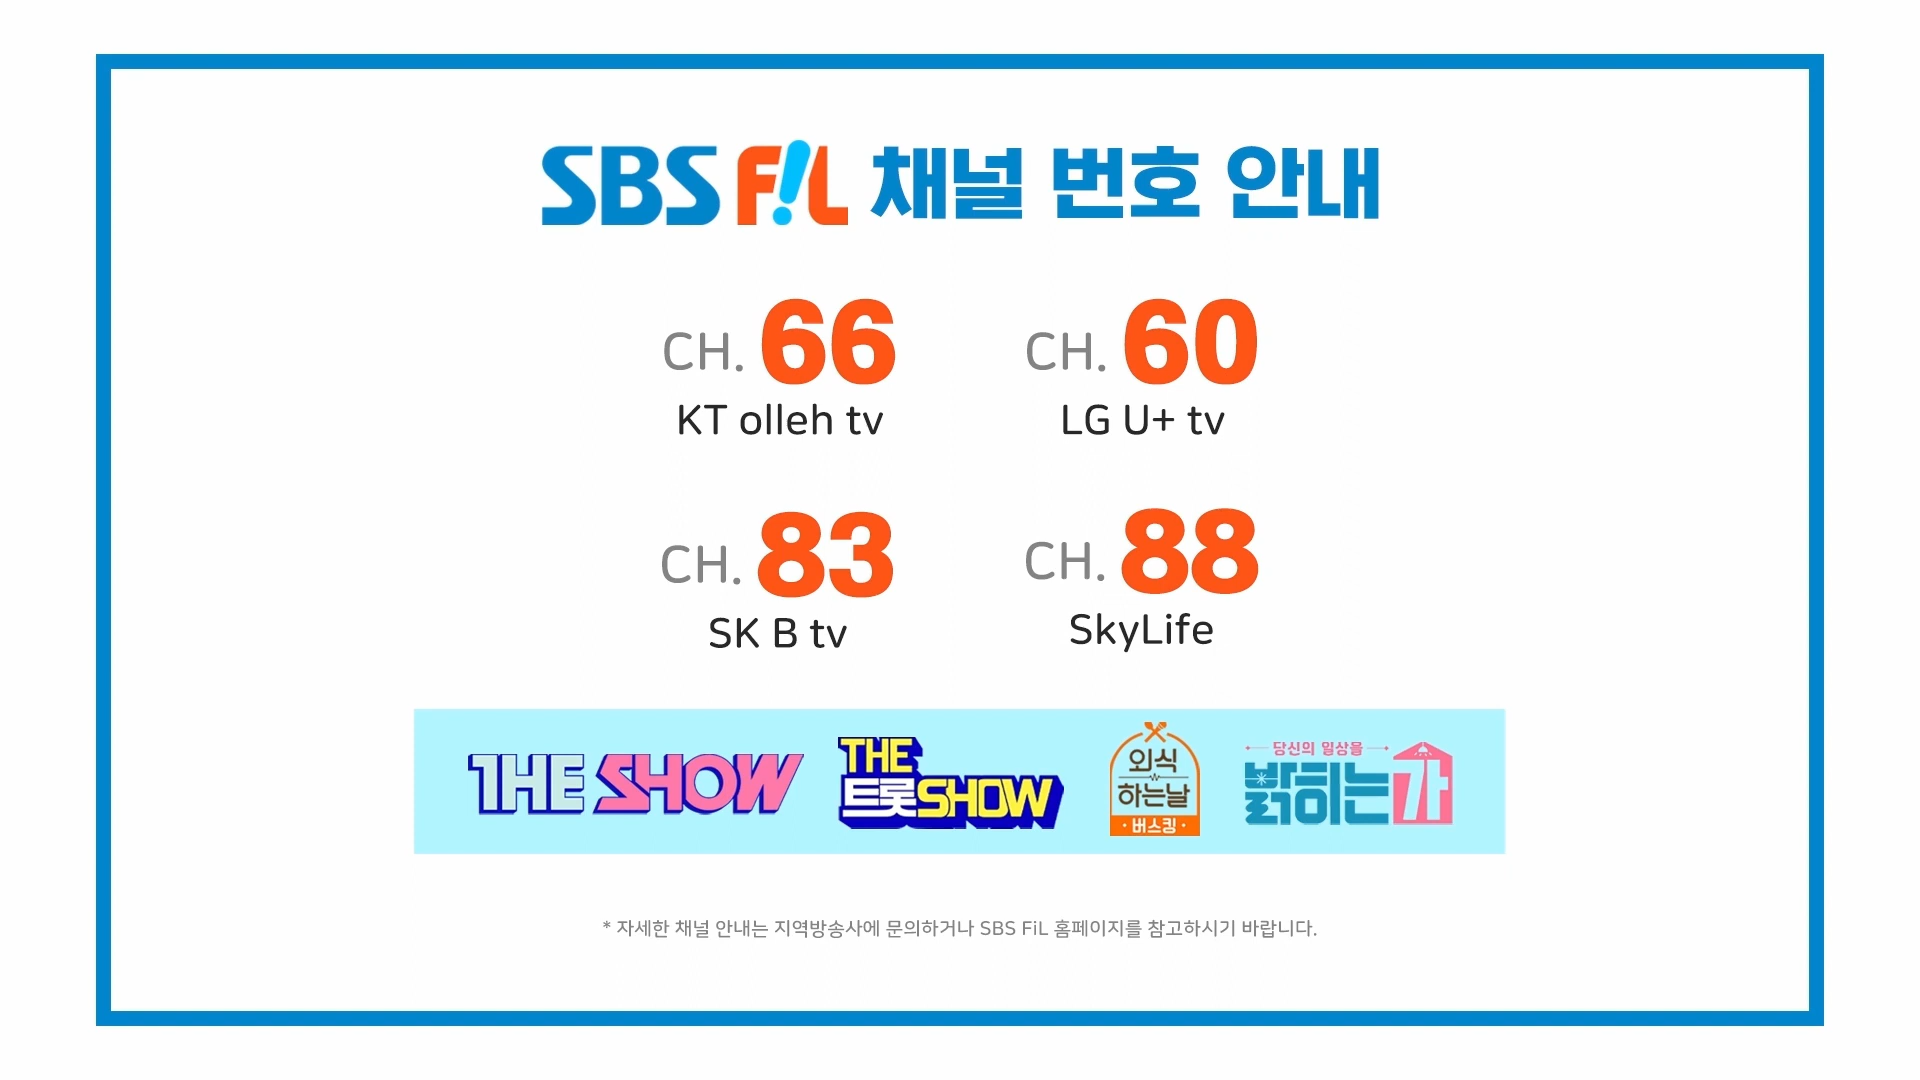 SBS F!L 채널 번호 안내
CH. 66
KT olleh tv
CH. 60
LG U+ tv
CH. 83
SK B tv
CH. 88
SkyLife
THE SHOW
THE
트롯SHOW
외식
하는날
·버스킹·
당신의 일상을
밝히는가
* 자세한 채널 안내는 지역방송사에 문의하거나 SBS FiL 홈페이지를 참고하시기 바랍니다.